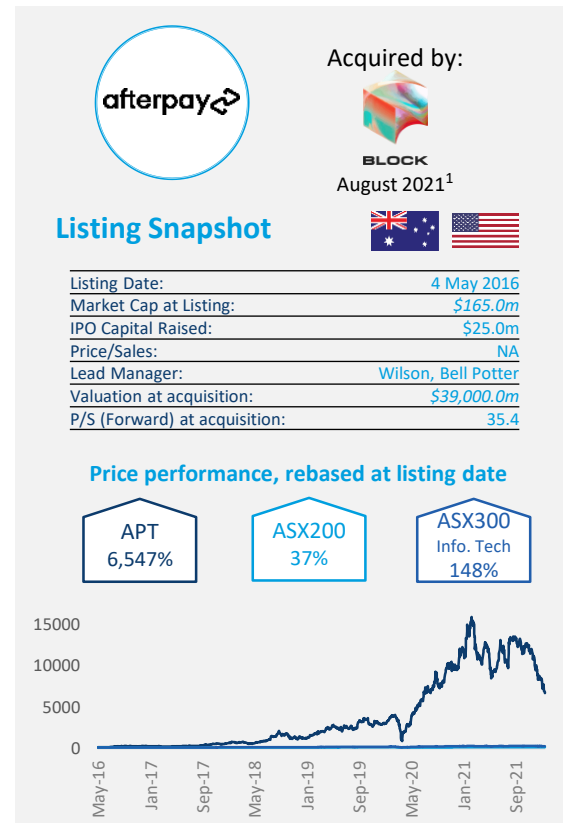 afterpay
Acquired by:
BLOCK
August 2021¹
Listing Snapshot
Listing Date: 4 May 2016
Market Cap at Listing: $165.0m
IPO Capital Raised: $25.0m
Price/Sales: NA
Lead Manager: Wilson, Bell Potter
Valuation at acquisition: $39,000.0m
P/S (Forward) at acquisition: 35.4
Price performance, rebased at listing date
APT
6,547%
ASX200
37%
ASX300
Info. Tech
148%
15000
10000
5000
0
May-16
Jan-17
Sep-17
May-18
Jan-19
Sep-19
May-20
Jan-21
Sep-21